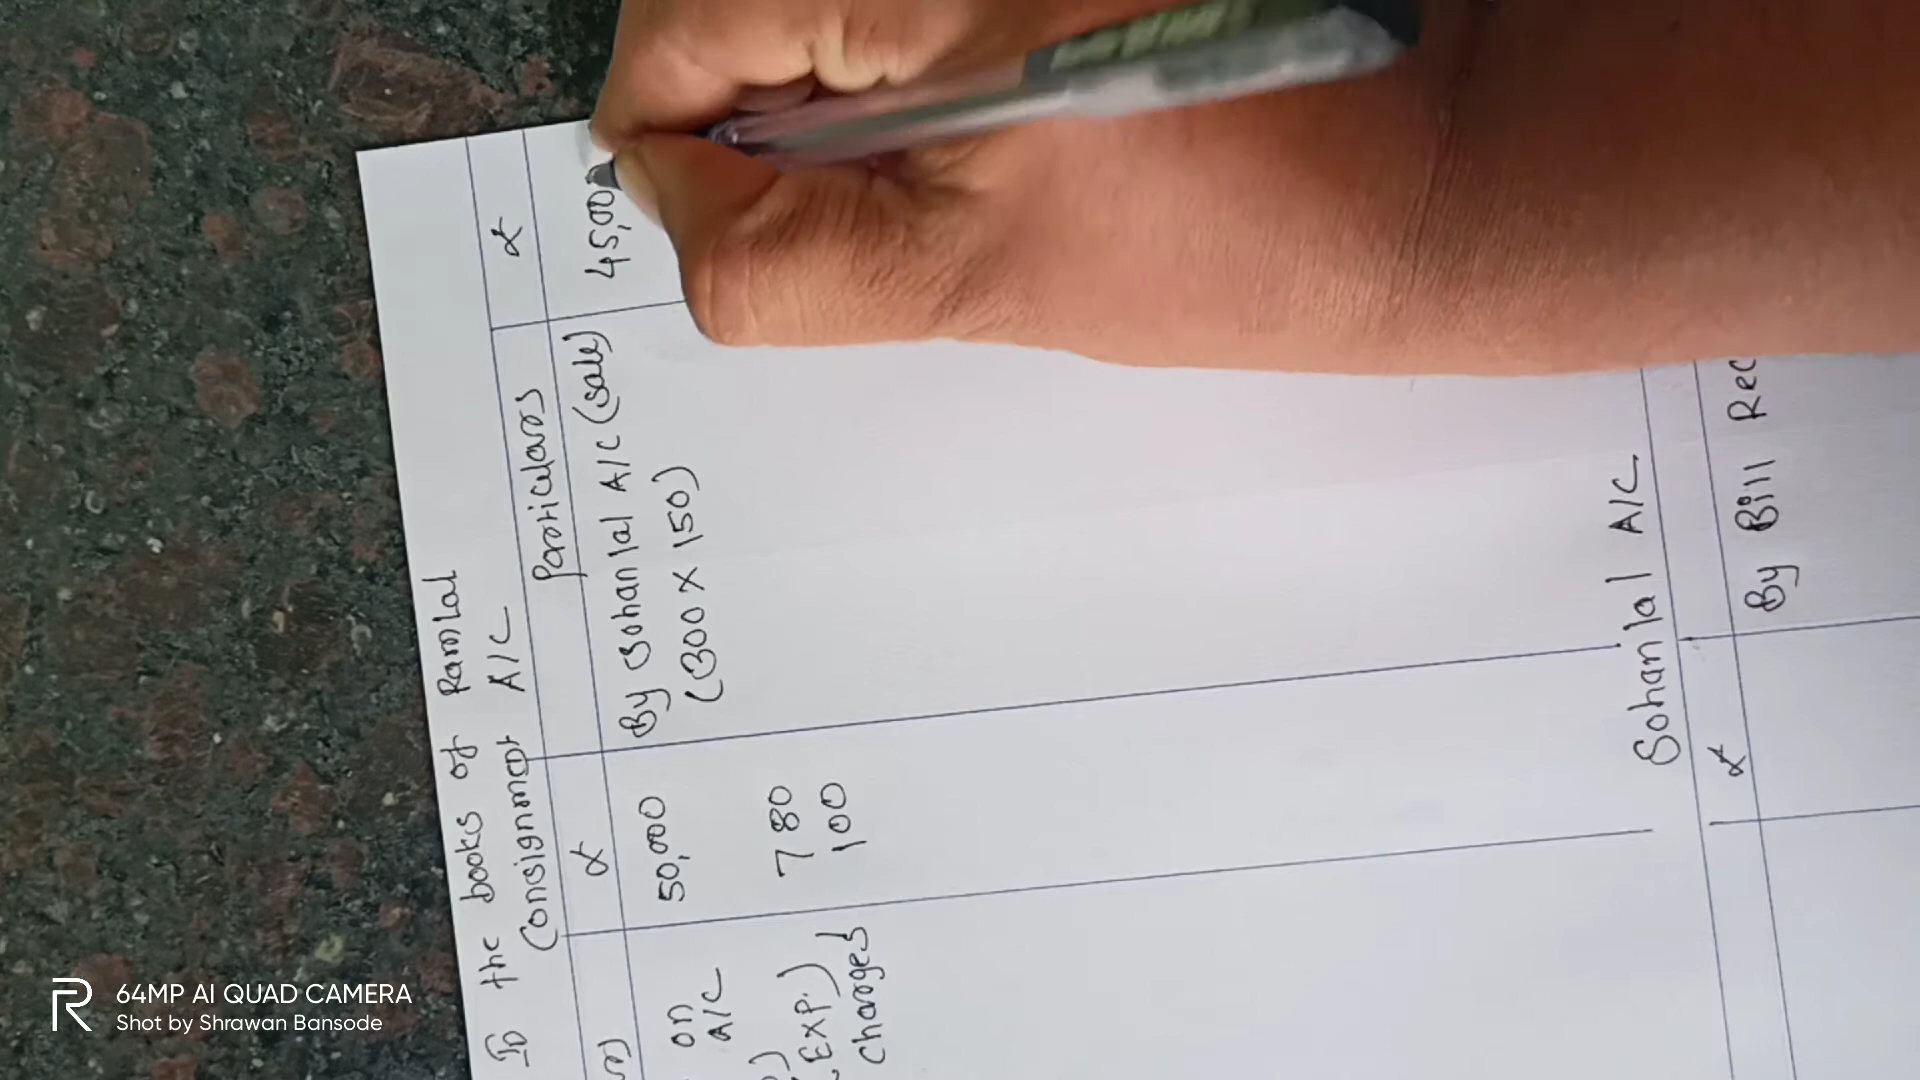 In the books of Ramlal
Consignment A/C
₹ Particulars ₹
50,000 By Sohanlal A/C (sale) 45,00
on
A/C (300 × 150)
780
Exp.) 100
charges
Sohanlal A/C
₹
By Bill Rec
R 64MP AI QUAD CAMERA
Shot by Shrawan Bansode